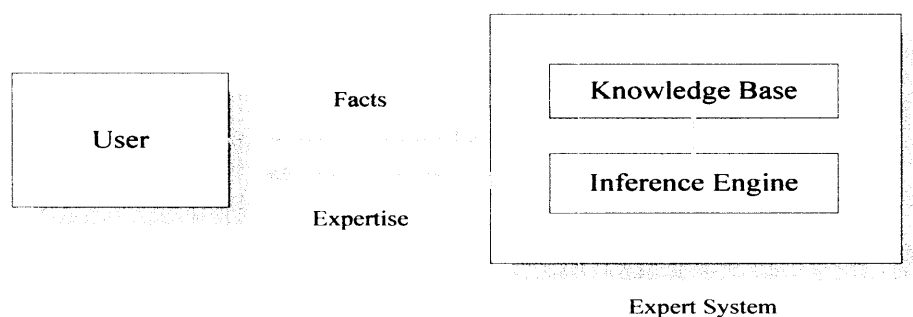 Facts
Knowledge Base
User
Inference Engine
Expertise
Expert System